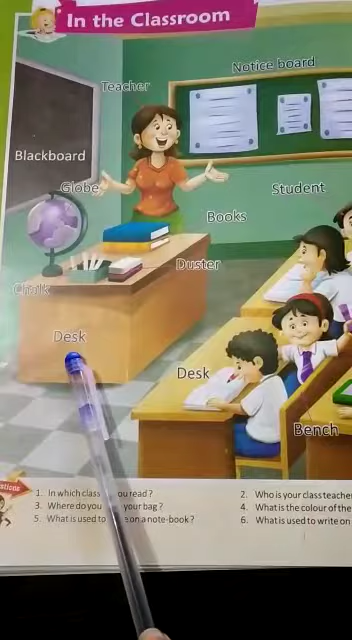 In the Classroom
Notice board
Teacher
Blackboard
Globe
Student
Books
Duster
Chalk
Desk
Desk
Bench
1. In which class you read ?
2. Who is your class teache
3. Where do you your bag ?
4. What is the colour of the
5. What is used to on a note-book ?
6. What is used to write on